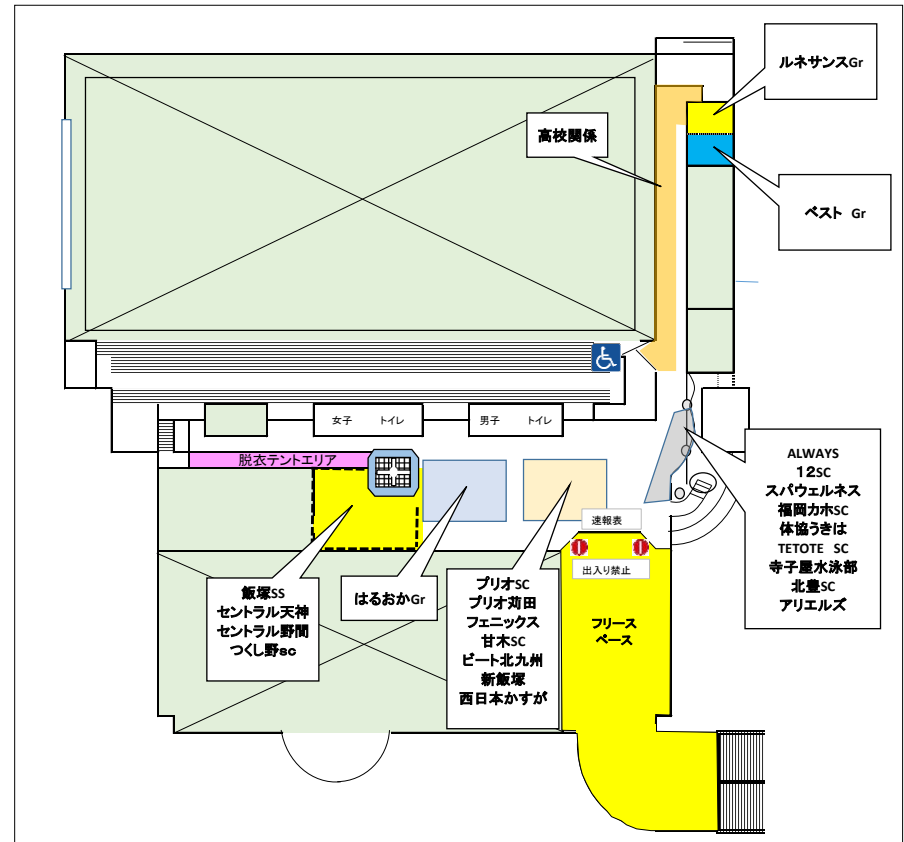 ルネサンスGr
高校関係
ベスト Gr
女子 トイレ
男子 トイレ
脱衣テントエリア
速報表
出入り禁止
ALWAYS
12SC
スパウェルネス
福岡カホSC
体協うきは
TETOTE SC
寺子屋水泳部
北豊SC
アリエルズ
飯塚SS
セントラル天神
セントラル野間
つくし野sc
はるおかGr
プリオSC
プリオ苅田
フェニックス
甘木SC
ビート北九州
新飯塚
西日本かすが
フリース
ペース